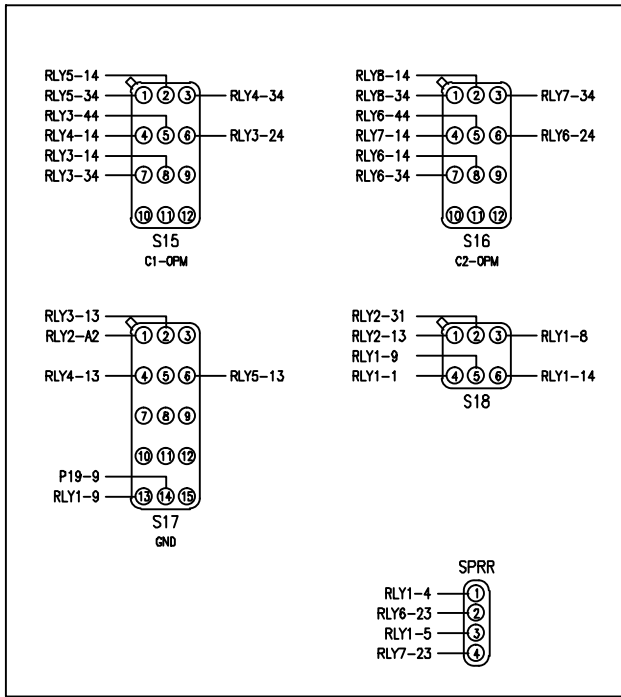 RLY5-14
RLY5-34 1 2 3 RLY4-34
RLY3-44
RLY4-14 4 5 6 RLY3-24
RLY3-14
RLY3-34 7 8 9
10 11 12
S15
C1-OPM
RLY8-14
RLY8-34 1 2 3 RLY7-34
RLY6-44
RLY7-14 4 5 6 RLY6-24
RLY6-14
RLY6-34 7 8 9
10 11 12
S16
C2-OPM
RLY3-13
RLY2-A2 1 2 3
RLY4-13 4 5 6 RLY5-13
7 8 9
10 11 12
P19-9
RLY1-9 13 14 15
S17
GND
RLY2-31
RLY2-13 1 2 3 RLY1-8
RLY1-9
RLY1-1 4 5 6 RLY1-14
S18
SPRR
RLY1-4 1
RLY6-23 2
RLY1-5 3
RLY7-23 4